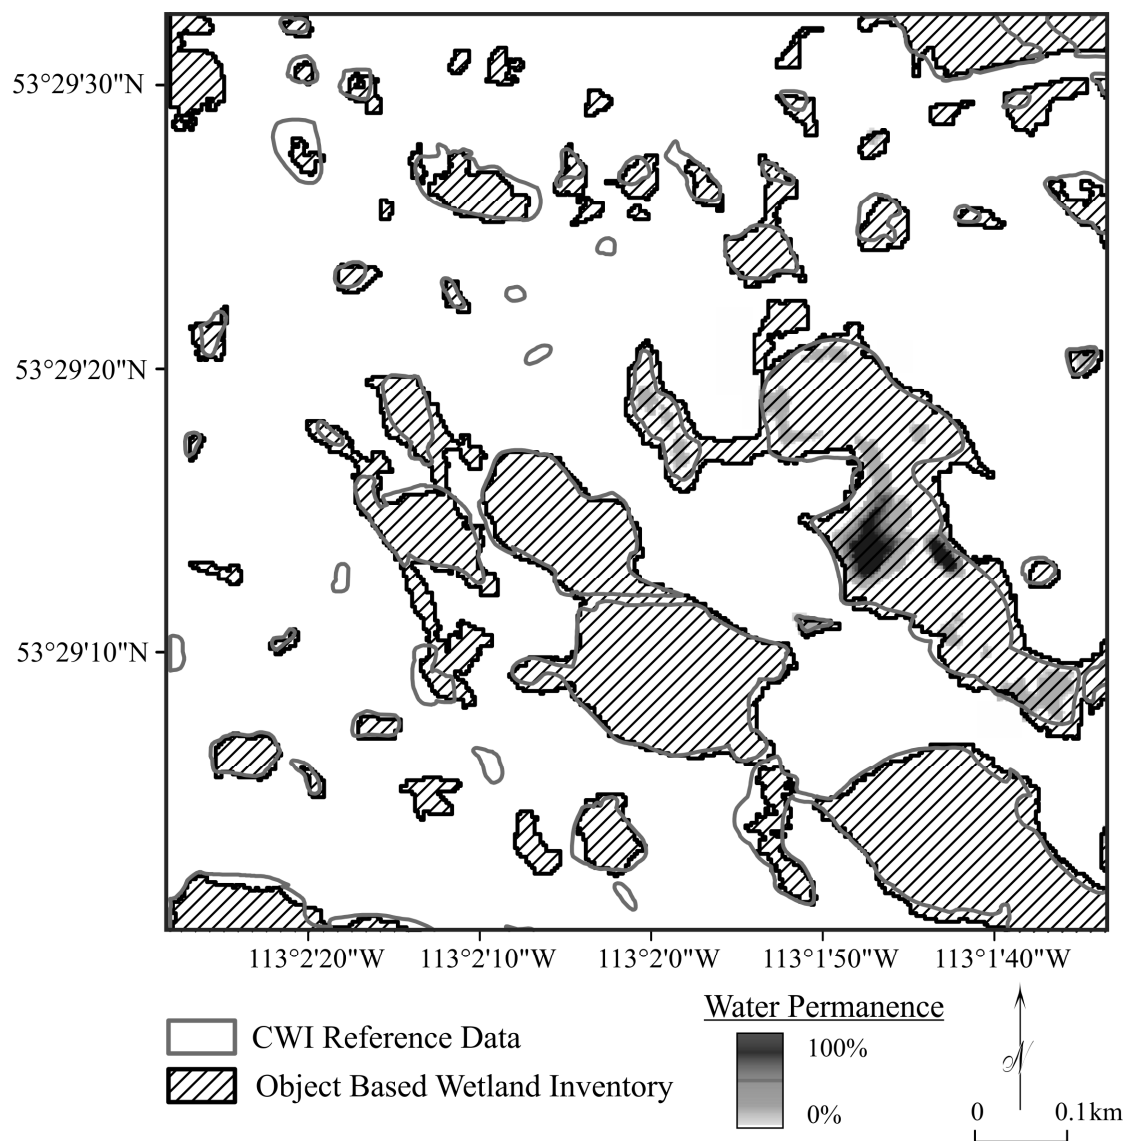 53°29'30"N
53°29'20"N
53°29'10"N
113°2'20"W 113°2'10"W 113°2'0"W 113°1'50"W 113°1'40"W
CWI Reference Data
Object Based Wetland Inventory
Water Permanence
100%
0%
N
0 0.1km